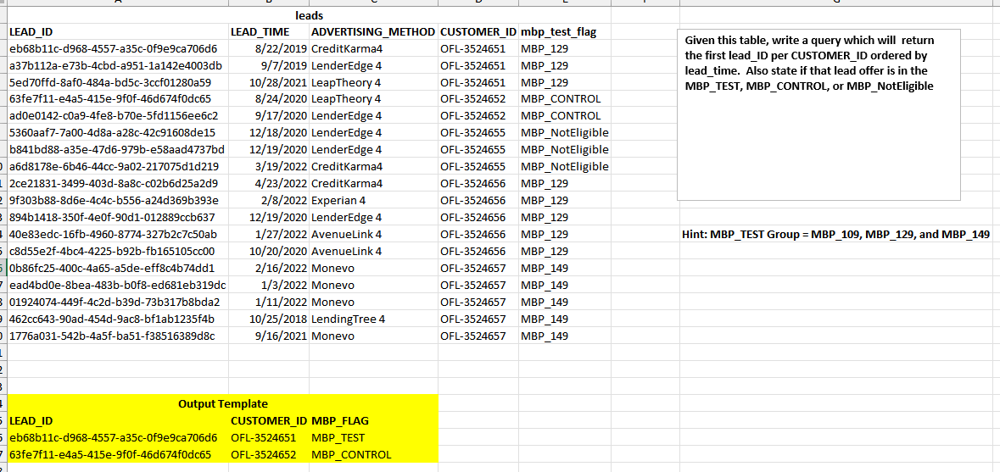 leads
LEAD_ID LEAD_TIME ADVERTISING_METHOD CUSTOMER_ID mbp_test_flag
eb68b11c-d968-4557-a35c-0f9e9ca706d6 8/22/2019 CreditKarma4 OFL-3524651 MBP_129
a37b112a-e73b-4cbd-a951-1a142e4003db 9/7/2019 LenderEdge 4 OFL-3524651 MBP_129
5ed70ffd-8af0-484a-bd5c-3ccf01280a59 10/28/2021 LeapTheory 4 OFL-3524651 MBP_129
63fe7f11-e4a5-415e-9f0f-46d674f0dc65 8/24/2020 LeapTheory 4 OFL-3524652 MBP_CONTROL
ad0e0142-c0a9-4fe8-b70e-5fd1156ee6c2 9/17/2020 LenderEdge 4 OFL-3524652 MBP_CONTROL
5360aaf7-7a00-4d8a-a28c-42c91608de15 12/18/2020 LenderEdge 4 OFL-3524655 MBP_NotEligible
b841bd88-a35e-47d6-979b-e58aad4737bd 12/19/2020 LenderEdge 4 OFL-3524655 MBP_NotEligible
a6d8178e-6b46-44cc-9a02-217075d1d219 3/19/2022 CreditKarma4 OFL-3524655 MBP_NotEligible
2ce21831-3499-403d-8a8c-c02b6d25a2d9 4/23/2022 CreditKarma4 OFL-3524656 MBP_129
9f303b88-8d6e-4c4c-b556-a24d369b393e 2/8/2022 Experian 4 OFL-3524656 MBP_129
894b1418-350f-4e0f-90d1-012889ccb637 12/19/2020 LenderEdge 4 OFL-3524656 MBP_129
40e83edc-16fb-4960-8774-327b2c7c50ab 1/27/2022 AvenueLink 4 OFL-3524656 MBP_129
c8d55e2f-4bc4-4225-b92b-fb165105cc00 10/20/2020 AvenueLink 4 OFL-3524656 MBP_129
0b86fc25-400c-4a65-a5de-eff8c4b74dd1 2/16/2022 Monevo OFL-3524657 MBP_149
ead4bd0e-8bea-483b-b0f8-ed681eb319dc 1/3/2022 Monevo OFL-3524657 MBP_149
01924074-449f-4c2d-b39d-73b317b8bda2 1/11/2022 Monevo OFL-3524657 MBP_149
462cc643-90ad-454d-9ac8-bf1ab1235f4b 10/25/2018 LendingTree 4 OFL-3524657 MBP_149
1776a031-542b-4a5f-ba51-f38516389d8c 9/16/2021 Monevo OFL-3524657 MBP_149
Given this table, write a query which will return
the first lead_ID per CUSTOMER_ID ordered by
lead_time. Also state if that lead offer is in the
MBP_TEST, MBP_CONTROL, or MBP_NotEligible
Hint: MBP_TEST Group = MBP_109, MBP_129, and MBP_149
Output Template
LEAD_ID CUSTOMER_ID MBP_FLAG
eb68b11c-d968-4557-a35c-0f9e9ca706d6 OFL-3524651 MBP_TEST
63fe7f11-e4a5-415e-9f0f-46d674f0dc65 OFL-3524652 MBP_CONTROL